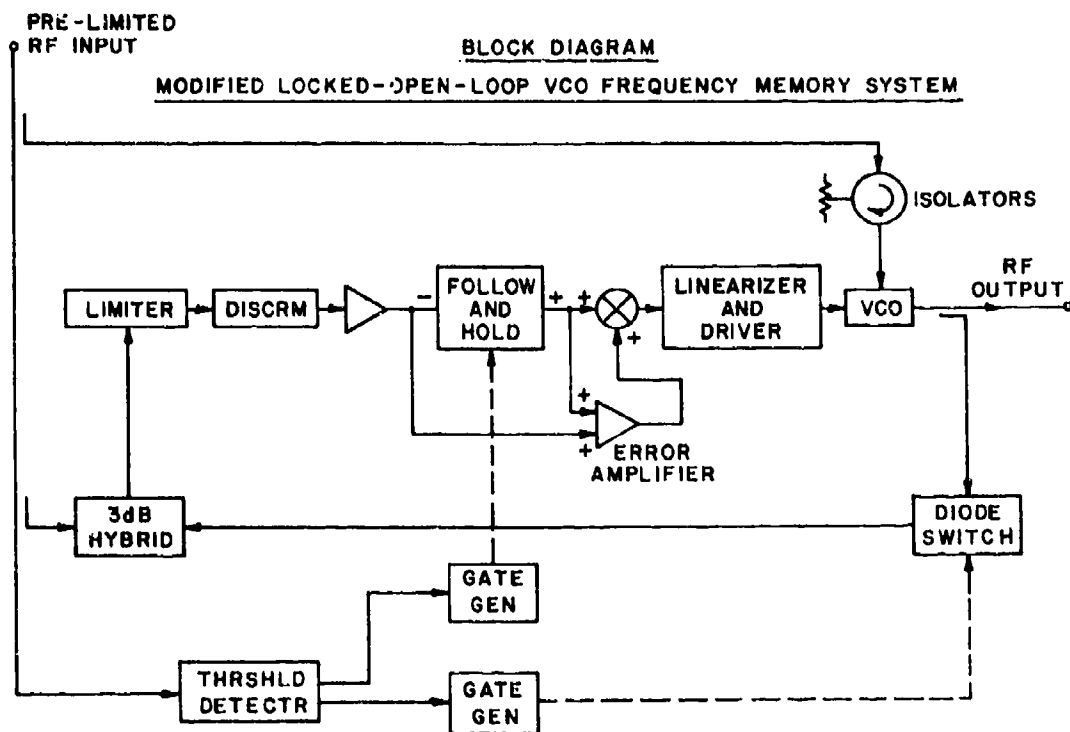 PRE-LIMITED
RF INPUT
BLOCK DIAGRAM
MODIFIED LOCKED-OPEN-LOOP VCO FREQUENCY MEMORY SYSTEM
ISOLATORS
RF
OUTPUT
LIMITER
DISCRM
-
FOLLOW
AND
HOLD
+
+
+
LINEARIZER
AND
DRIVER
VCO
+
+
ERROR
AMPLIFIER
3dB
HYBRID
DIODE
SWITCH
GATE
GEN
THRSHLD
DETECTR
GATE
GEN